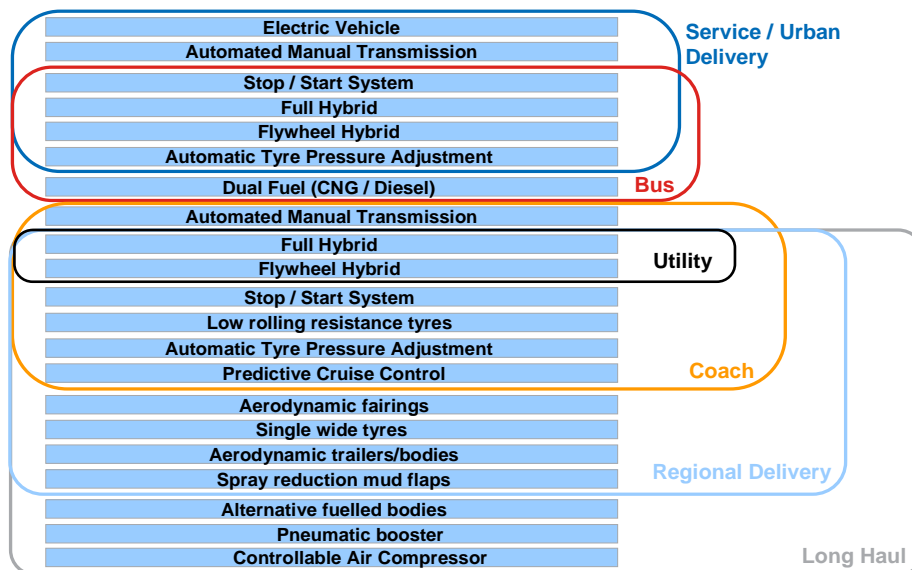 Electric Vehicle
Service / Urban
Delivery
Automated Manual Transmission
Stop / Start System
Full Hybrid
Flywheel Hybrid
Automatic Tyre Pressure Adjustment
Dual Fuel (CNG / Diesel)
Bus
Automated Manual Transmission
Full Hybrid
Utility
Flywheel Hybrid
Stop / Start System
Low rolling resistance tyres
Automatic Tyre Pressure Adjustment
Predictive Cruise Control
Coach
Aerodynamic fairings
Single wide tyres
Aerodynamic trailers/bodies
Spray reduction mud flaps
Regional Delivery
Alternative fuelled bodies
Pneumatic booster
Controllable Air Compressor
Long Haul